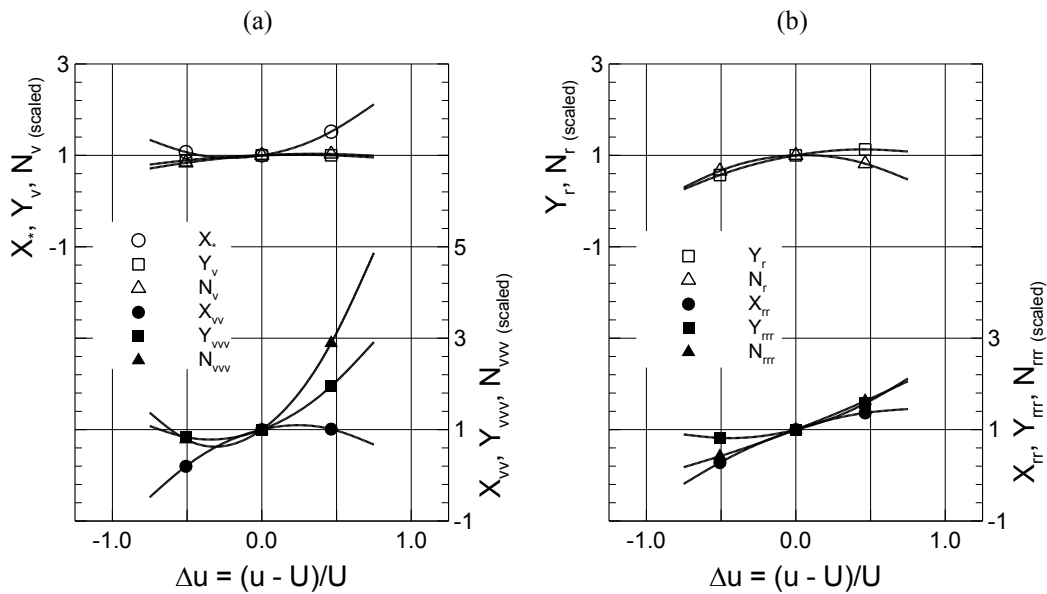 (a)
(b)
3
1
-1
X*, Yv, Nv (scaled)
X*
Yv
Nv
Xvv
Yvvv
Nvvv
5
3
1
-1
Xvv, Yvvv, Nvvv (scaled)
-1.0 0.0 1.0
Δu = (u - U)/U
3
1
-1
Yr, Nr (scaled)
Yr
Nr
Xrr
Yrrr
Nrrr
3
1
-1
Xrr, Yrrr, Nrrr (scaled)
-1.0 0.0 1.0
Δu = (u - U)/U